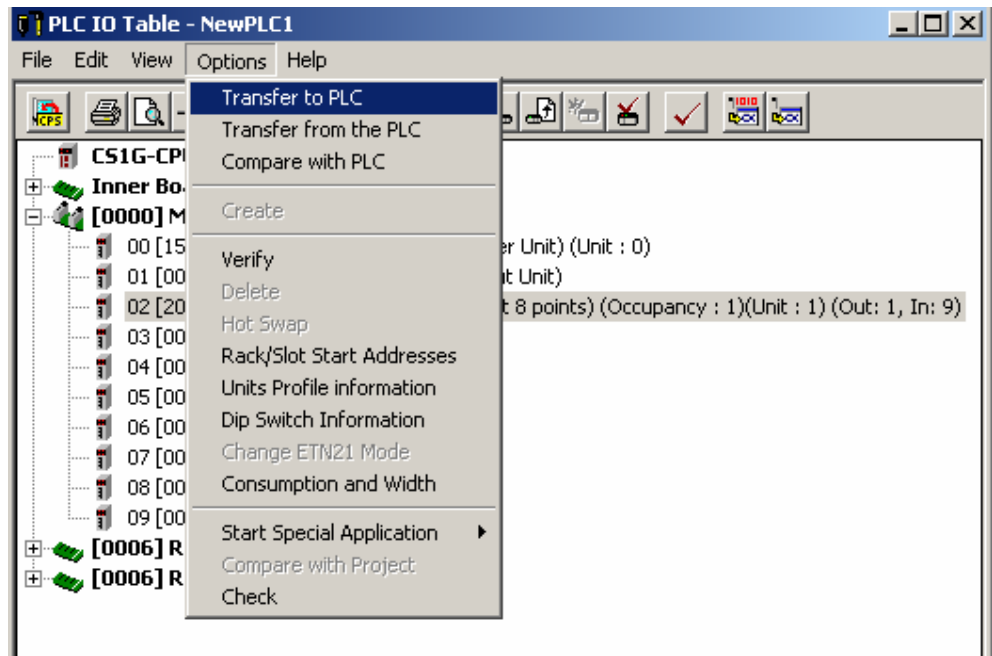 PLC IO Table - NewPLC1
File Edit View Options Help
CPS
Transfer to PLC
Transfer from the PLC
Compare with PLC
Create
Verify
Delete
Hot Swap
Rack/Slot Start Addresses
Units Profile information
Dip Switch Information
Change ETN21 Mode
Consumption and Width
Start Special Application
Compare with Project
Check
CS1G-CP
Inner Bo
[0000] M
00 [15 er Unit) (Unit : 0)
01 [00 t Unit)
02 [20 t 8 points) (Occupancy : 1)(Unit : 1) (Out: 1, In: 9)
03 [00
04 [00
05 [00
06 [00
07 [00
08 [00
09 [00
[0006] R
[0006] R